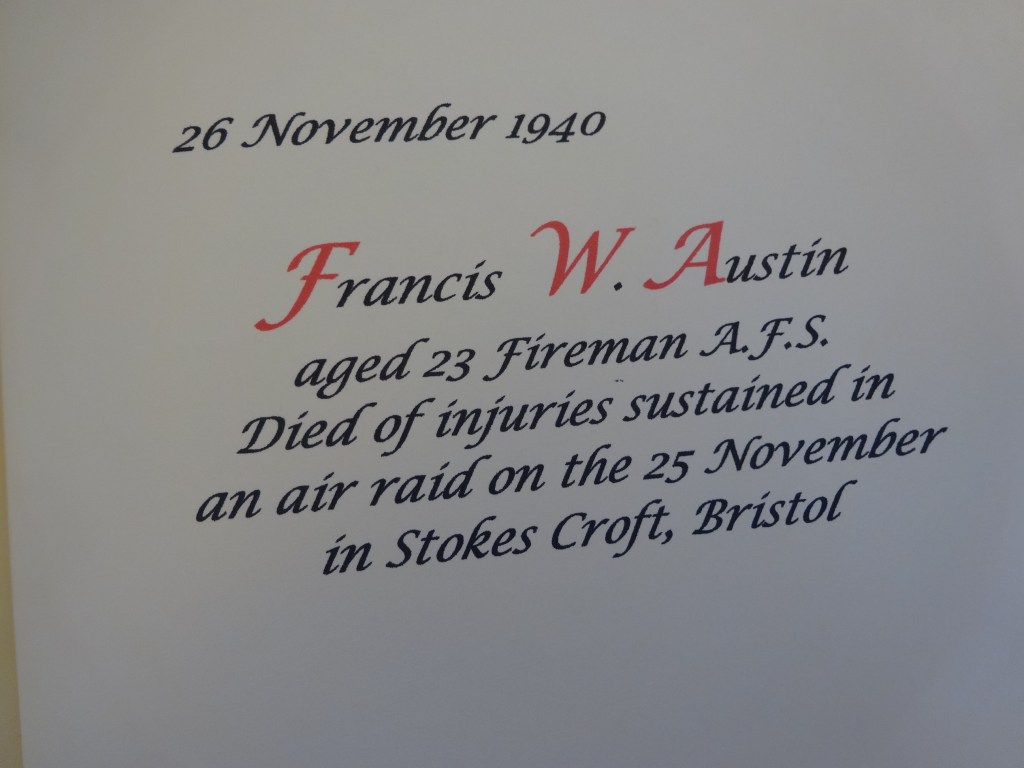 26 November 1940
Francis W. Austin
aged 23 Fireman A.F.S.
Died of injuries sustained in
an air raid on the 25 November
in Stokes Croft, Bristol